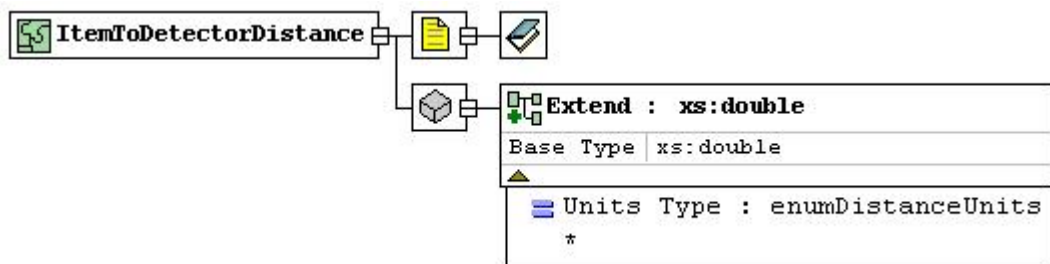 ItemToDetectorDistance
Extend : xs:double
Base Type xs:double
Units Type : enumDistanceUnits
*